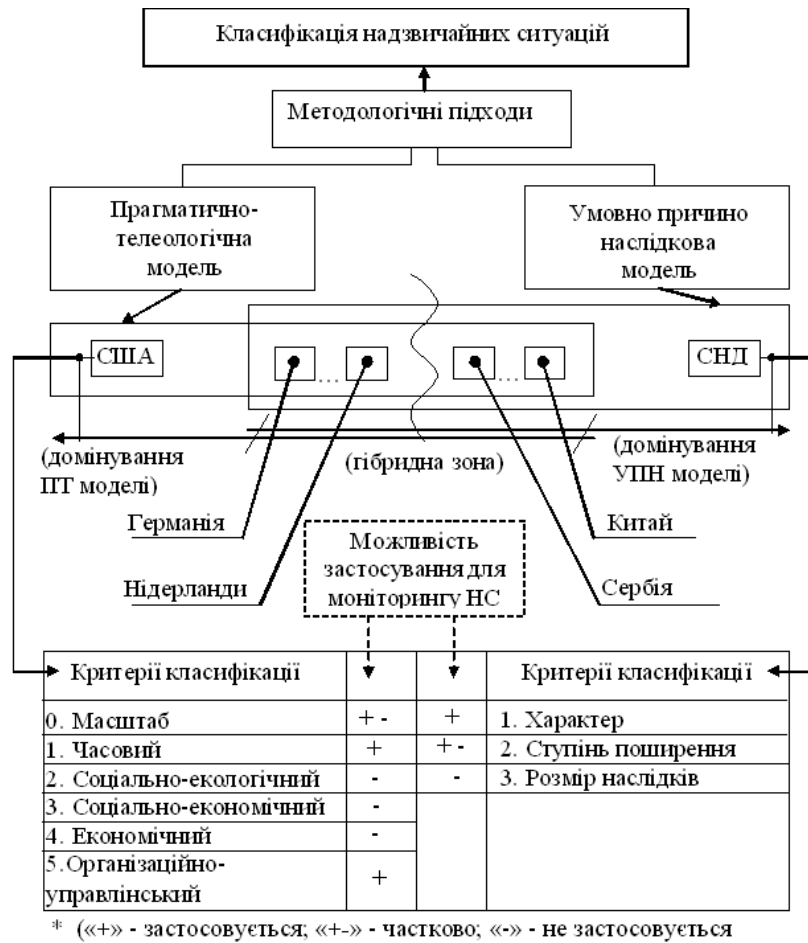 Класифікація надзвичайних ситуацій
Методологічні підходи
Прагматично-
телеологічна
модель
Умовно причино
наслідкова
модель
США
...
...
СНД
(домінування
ПТ моделі)
(гібридна зона)
(домінування
УПН моделі)
Германія
Нідерланди
Можливість
застосування для
моніторингу НС
Китай
Сербія
Критерії класифікації
Критерії класифікації
0. Масштаб + - + 1. Характер
1. Часовий + + - 2. Ступінь поширення
2. Соціально-екологічний - - 3. Розмір наслідків
3. Соціально-економічний -
4. Економічний -
5.Організаційно-
управлінський +
* («+» - застосовується; «+-» - частково; «-» - не застосовується